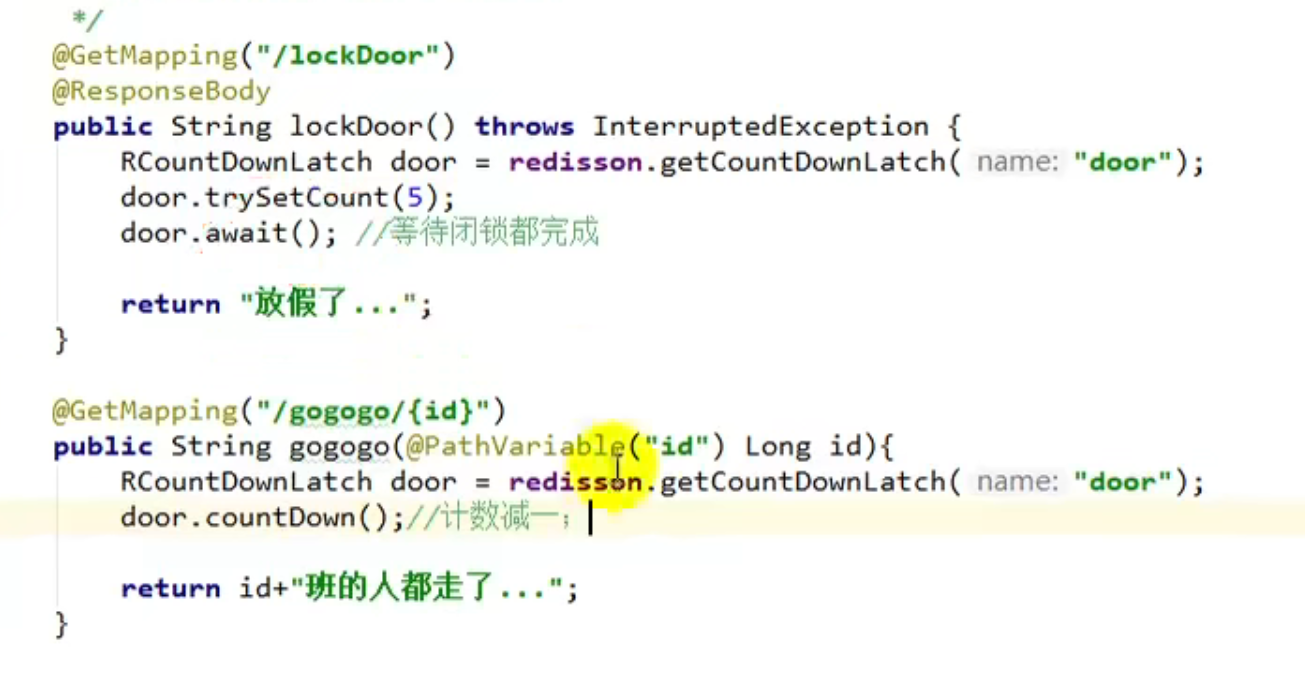 */
@GetMapping("/lockDoor")
@ResponseBody
public String lockDoor() throws InterruptedException {
RCountDownLatch door = redisson.getCountDownLatch( name: "door");
door.trySetCount(5);
door.await(); //等待闭锁都完成
return "放假了...";
}
@GetMapping("/gogogo/{id}")
public String gogogo(@PathVariable("id") Long id){
RCountDownLatch door = redisson.getCountDownLatch( name: "door");
door.countDown();//计数减一；
return id+"班的人都走了...";
}